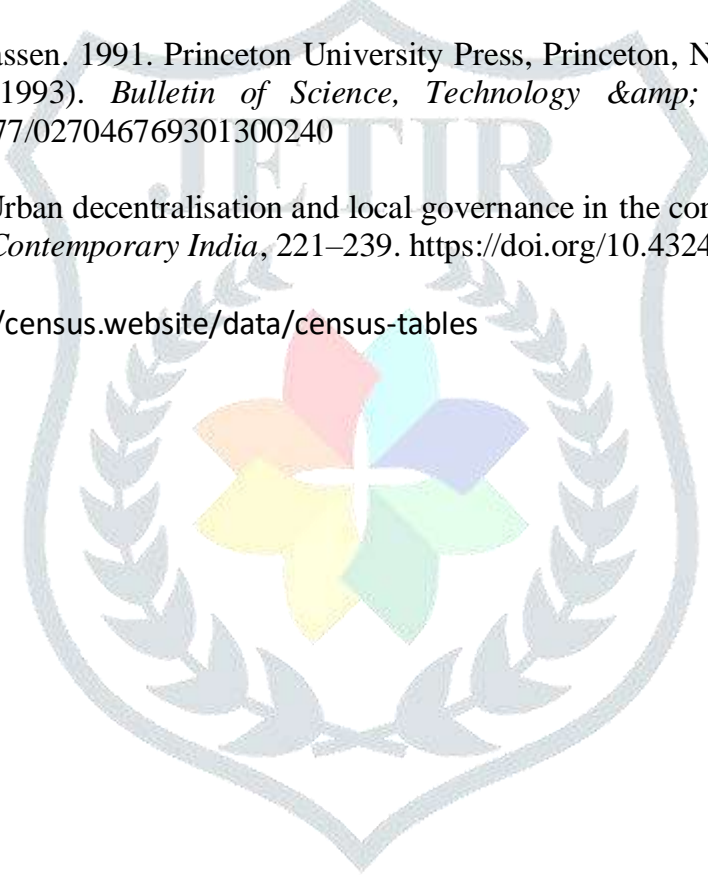 assen. 1991. Princeton University Press, Princeton, N
1993). Bulletin of Science, Technology &amp;
77/027046769301300240
Urban decentralisation and local governance in the con
Contemporary India, 221–239. https://doi.org/10.4324
/census.website/data/census-tables
JETIR